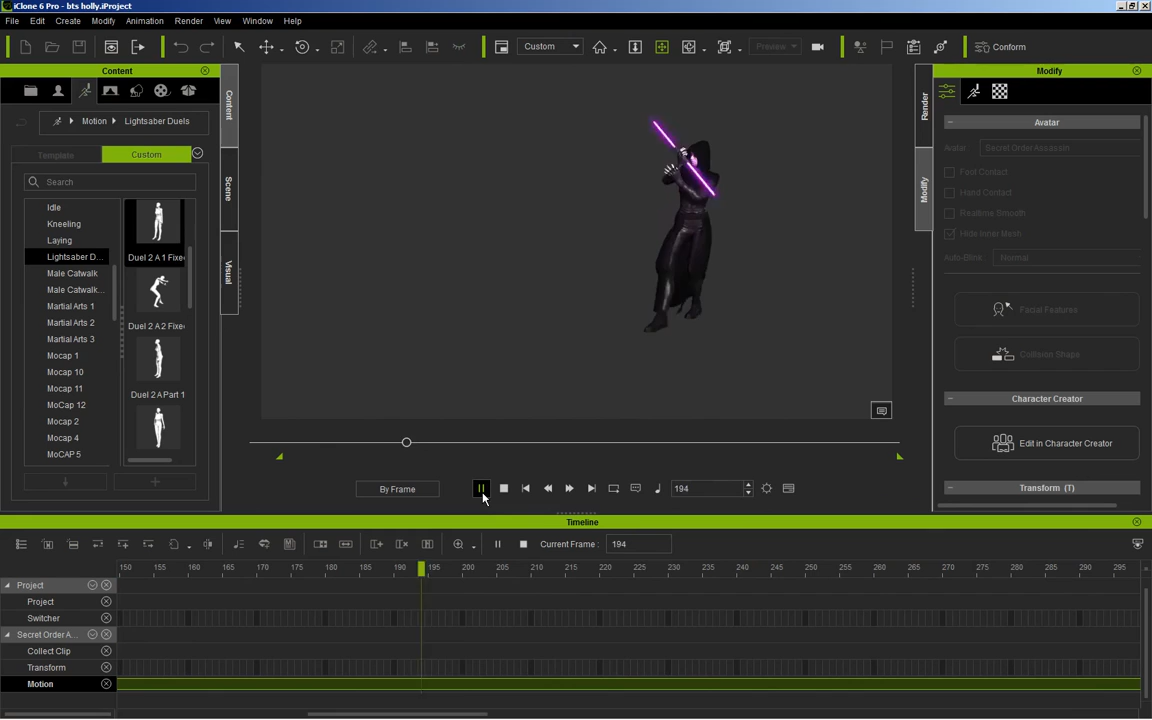 iClone 6 Pro - bts holly.iProject
File Edit Create Modify Animation Render View Window Help
Custom Preview Conform
Content
Motion Lightsaber Duels
Template Custom
Search
Idle
Kneeling
Laying
Lightsaber D...
Male Catwalk
Male Catwalk...
Martial Arts 1
Martial Arts 2
Martial Arts 3
Mocap 1
Mocap 10
Mocap 11
MoCap 12
Mocap 2
Mocap 4
MoCAP 5
Duel 2 A 1 Fixe
Duel 2 A 2 Fixe
Duel 2 A Part 1
Content
Scene
Visual
Render
Modify
Modify
Avatar
Avatar: Secret Order Assassin
Foot Contact
Hand Contact
Realtime Smooth
Hide Inner Mesh
Auto-Blink: Normal
Facial Features
Collision Shape
Character Creator
Edit in Character Creator
Transform (T)
By Frame 194
Timeline
Current Frame : 194
150 155 160 165 170 175 180 185 190 195 200 205 210 215 220 225 230 235 240 245 250 255 260 265 270 275 280 285 290 295
Project
Project
Switcher
Secret Order A...
Collect Clip
Transform
Motion